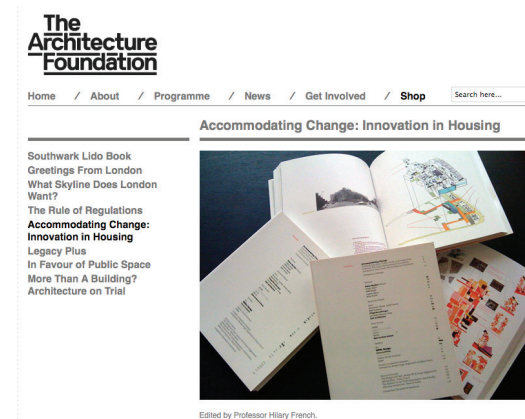 The
Architecture
Foundation
Home / About / Programme / News / Get Involved / Shop
Search here...
Accommodating Change: Innovation in Housing
Southwark Lido Book
Greetings From London
What Skyline Does London
Want?
The Rule of Regulations
Accommodating Change:
Innovation in Housing
Legacy Plus
In Favour of Public Space
More Than A Building?
Architecture on Trial
Edited by Professor Hilary French.